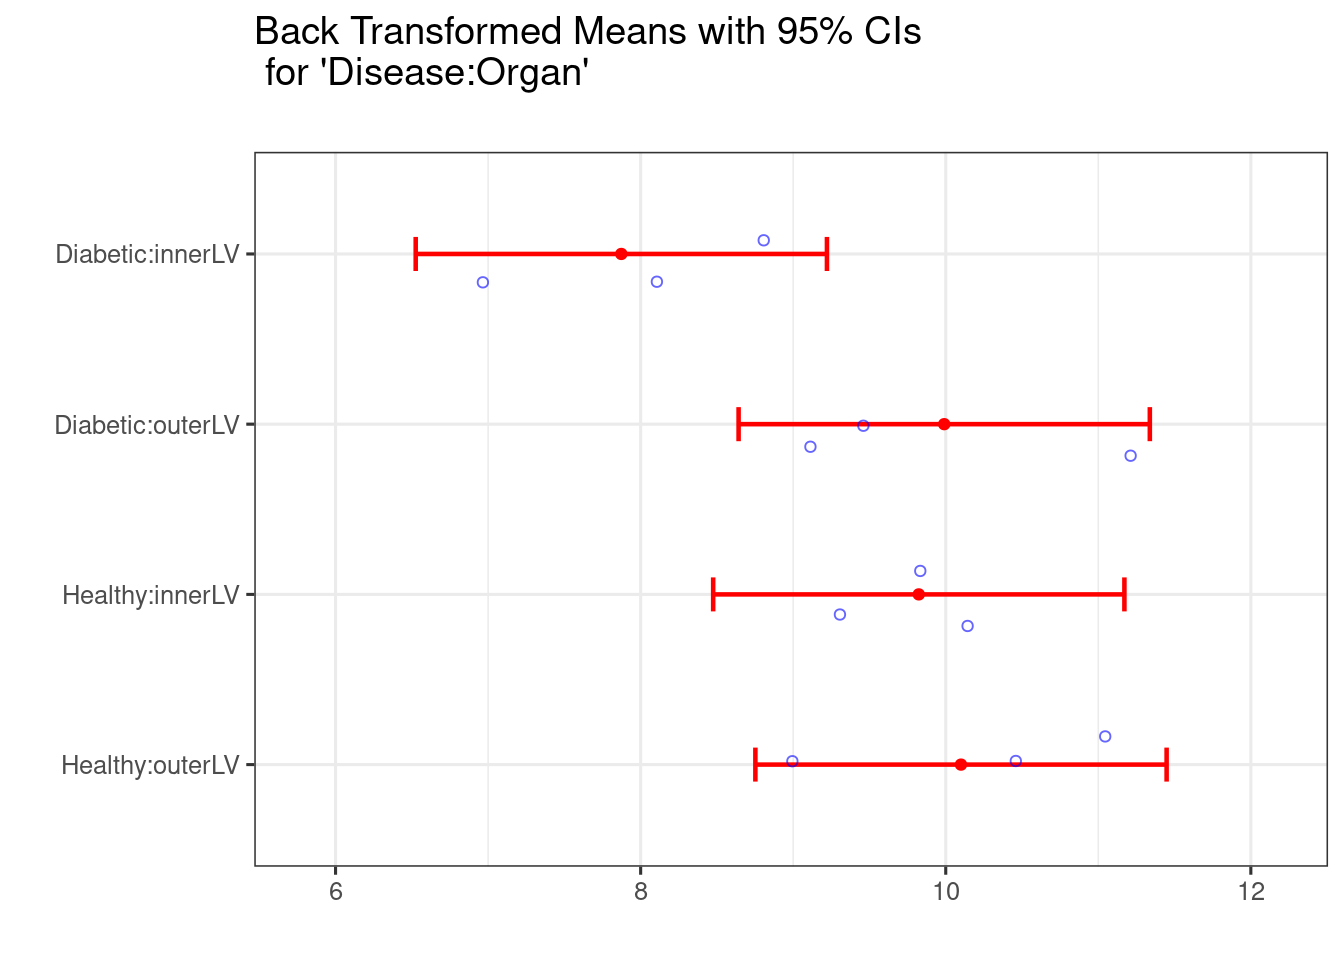 Back Transformed Means with 95% CIs
for 'Disease:Organ'
Diabetic:innerLV
Diabetic:outerLV
Healthy:innerLV
Healthy:outerLV
6 8 10 12